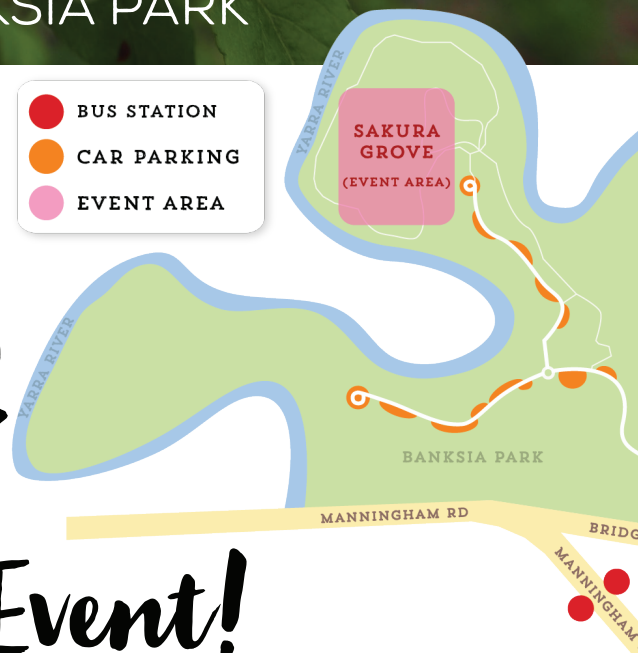 KSIA PARK
BUS STATION
CAR PARKING
EVENT AREA
YARRA RIVER
SAKURA
GROVE
(EVENT AREA)
YARRA RIVER
BANKSIA PARK
MANNINGHAM RD
BRIDG
MANNINGHAM
Event!